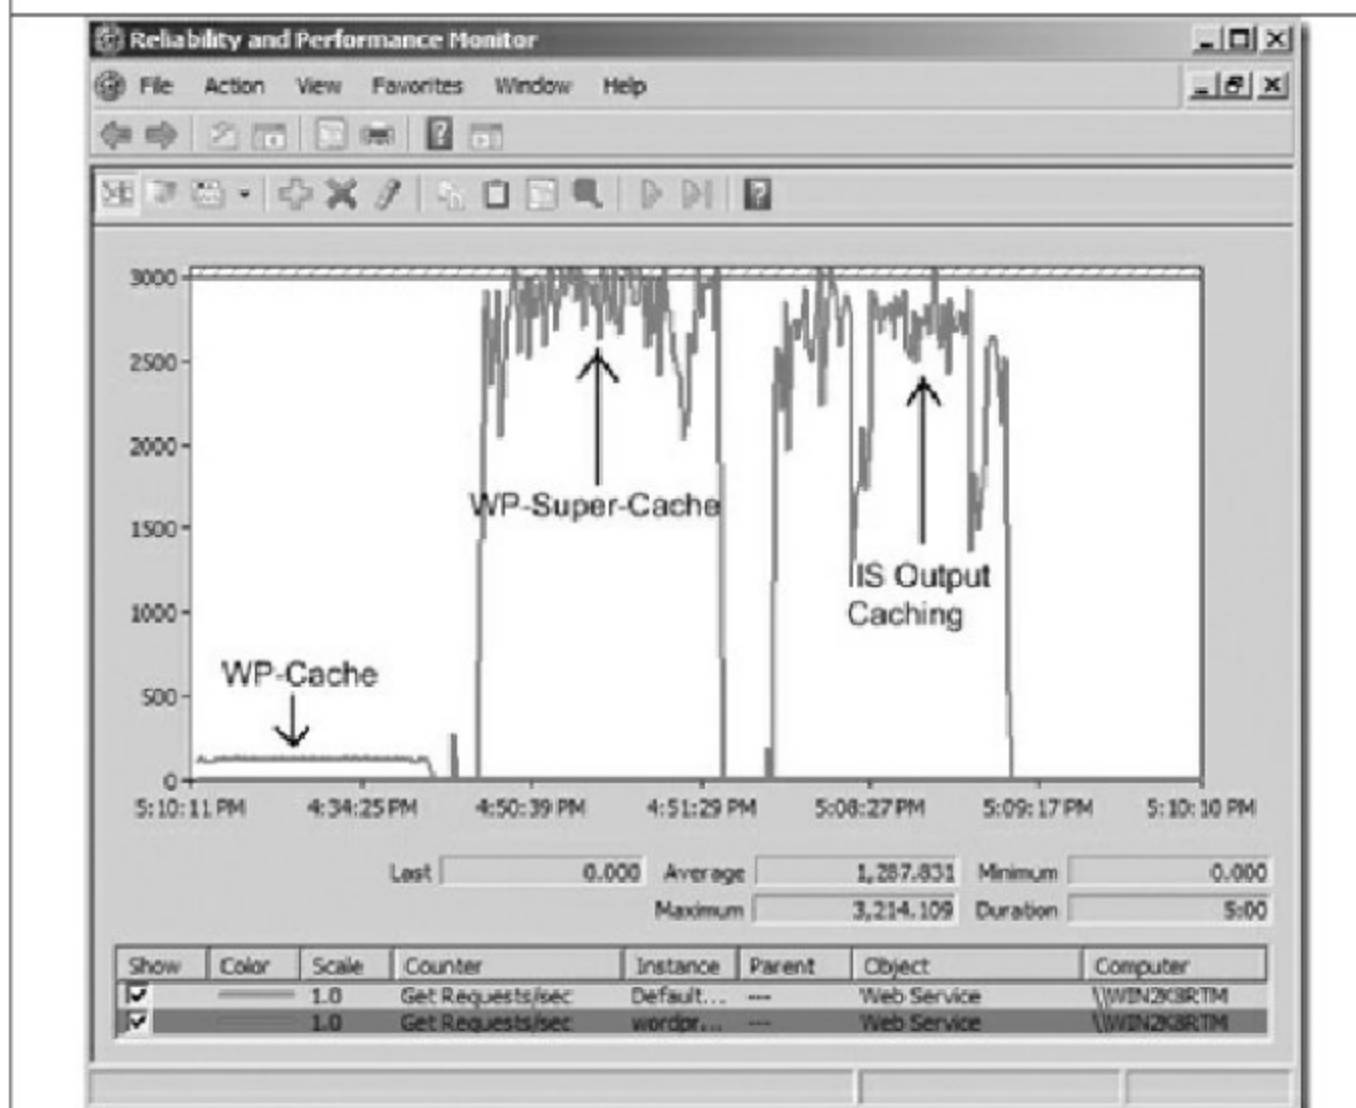 Reliability and Performance Monitor
File Action View Favorites Window Help
3000
2500
2000
1500
1000
500
0
WP-Super-Cache
IIS Output
Caching
WP-Cache
5:10:11 PM 4:34:25 PM 4:50:39 PM 4:51:29 PM 5:08:27 PM 5:09:17 PM 5:10:10 PM
Last 0.000 Average 1,287.831 Minimum 0.000
Maximum 3,214.109 Duration 5:00
Show Color Scale Counter Instance Parent Object Computer
1.0 Get Requests/sec Default... --- Web Service \\WIN2K8RTM
1.0 Get Requests/sec wordpr... --- Web Service \\WIN2K8RTM